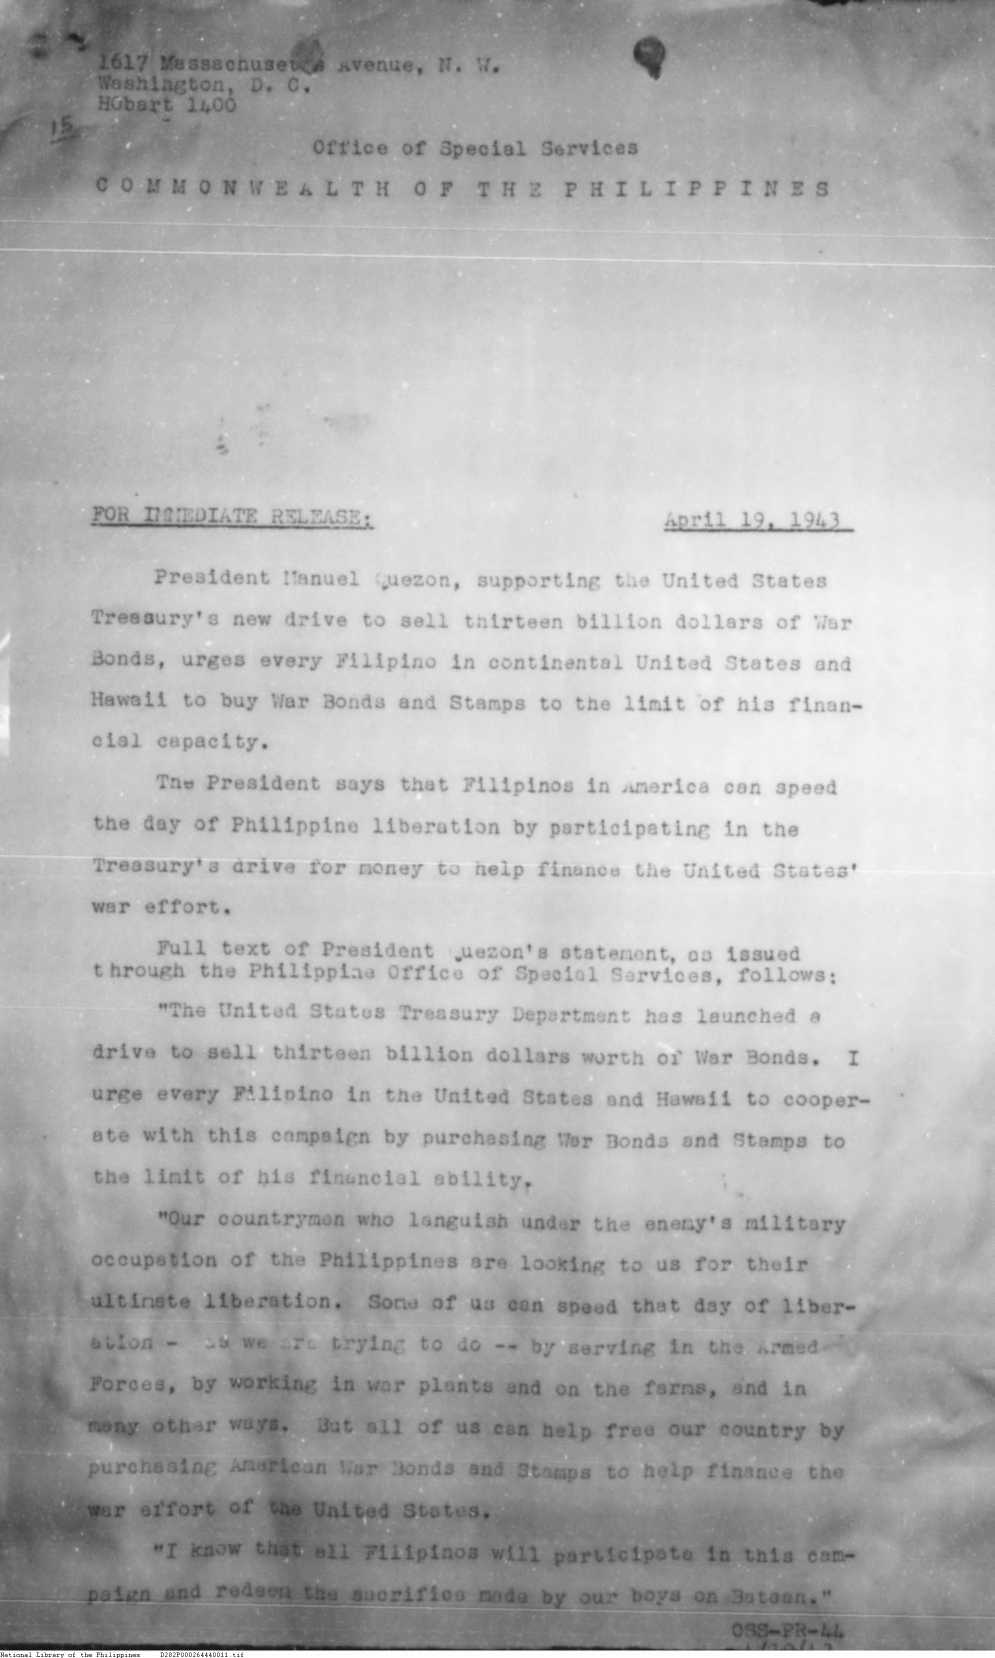 1617 Massachusetts Avenue, N. W.
Washington, D. C.
Hobart 1400
15
Office of Special Services
COMMONWEALTH OF THE PHILIPPINES
FOR IMMEDIATE RELEASE:
April 19, 1943
President Manuel Quezon, supporting the United States
Treasury's new drive to sell thirteen billion dollars of War
Bonds, urges every Filipino in continental United States and
Hawaii to buy War Bonds and Stamps to the limit of his finan-
cial capacity.
The President says that Filipinos in America can speed
the day of Philippine liberation by participating in the
Treasury's drive for money to help finance the United States'
war effort.
Full text of President Quezon's statement, as issued
through the Philippine Office of Special Services, follows:
"The United States Treasury Department has launched a
drive to sell thirteen billion dollars worth of War Bonds. I
urge every Filipino in the United States and Hawaii to cooper-
ate with this campaign by purchasing War Bonds and Stamps to
the limit of his financial ability.
"Our countrymen who languish under the enemy's military
occupation of the Philippines are looking to us for their
ultimate liberation. Some of us can speed that day of liber-
ation - as we are trying to do -- by serving in the Armed
Forces, by working in war plants and on the farms, and in
many other ways. But all of us can help free our country by
purchasing American War Bonds and Stamps to help finance the
war effort of the United States.
"I know that all Filipinos will participate in this cam-
paign and redeem the sacrifice made by our boys on Bataan."
OSS-PR-44
National Library of the Philippines D282P000264440011.tif